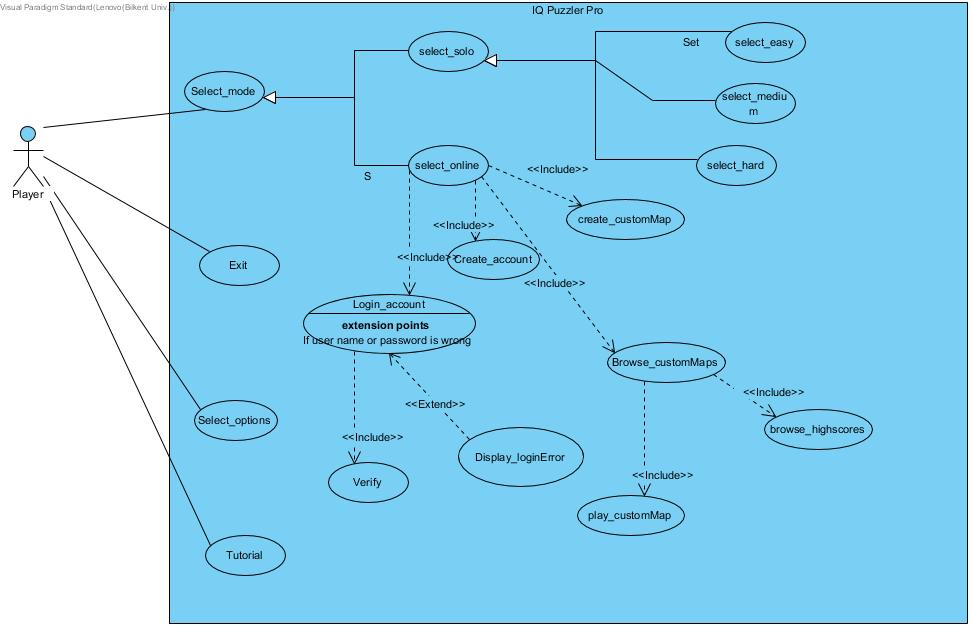 Visual Paradigm Standard(Lenovo(Bilkent Univ.))
IQ Puzzler Pro
select_solo
Set
select_easy
Select_mode
select_mediu
m
select_online
select_hard
<<Include>>
S
Player
create_customMap
<<Include>>
<<Include>>
Create_account
Exit
<<Include>>
Login_account
extension points
If user name or password is wrong
Browse_customMaps
<<Include>>
<<Extend>>
Select_options
browse_highscores
<<Include>>
Display_loginError
<<Include>>
Verify
play_customMap
Tutorial